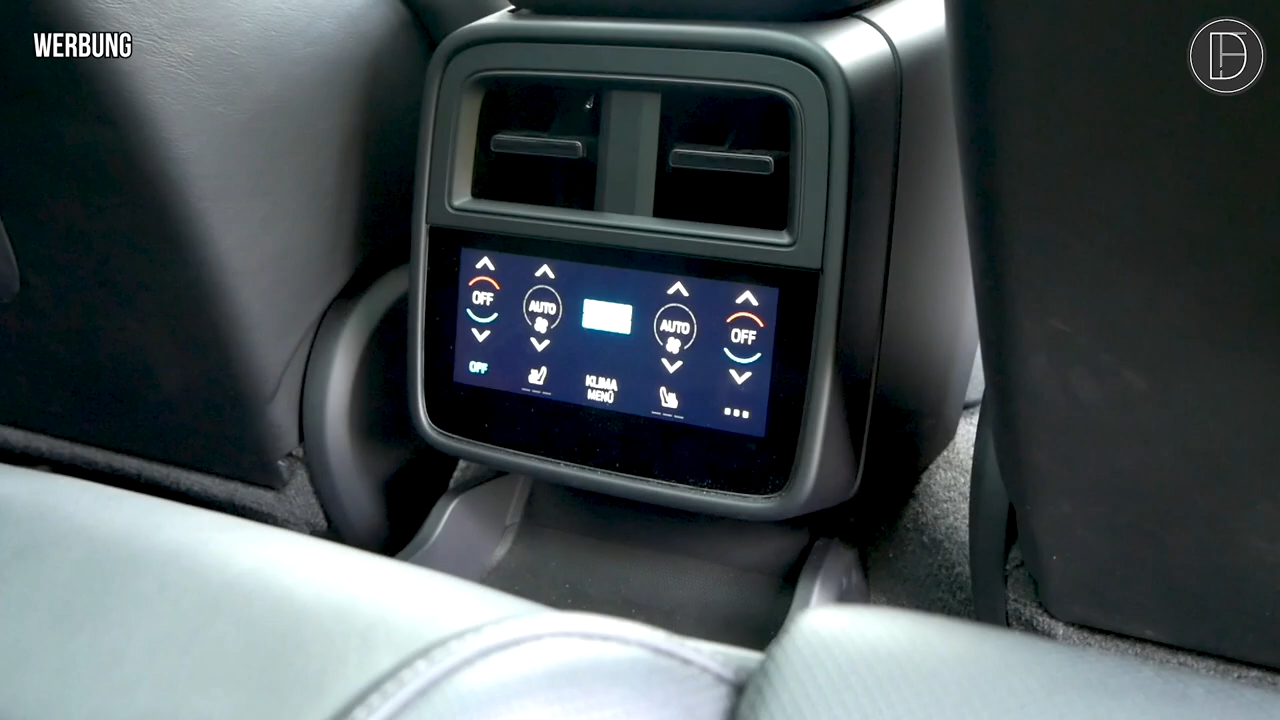 WERBUNG
OFF
AUTO
AUTO
OFF
OFF
KLIMA
MENÜ